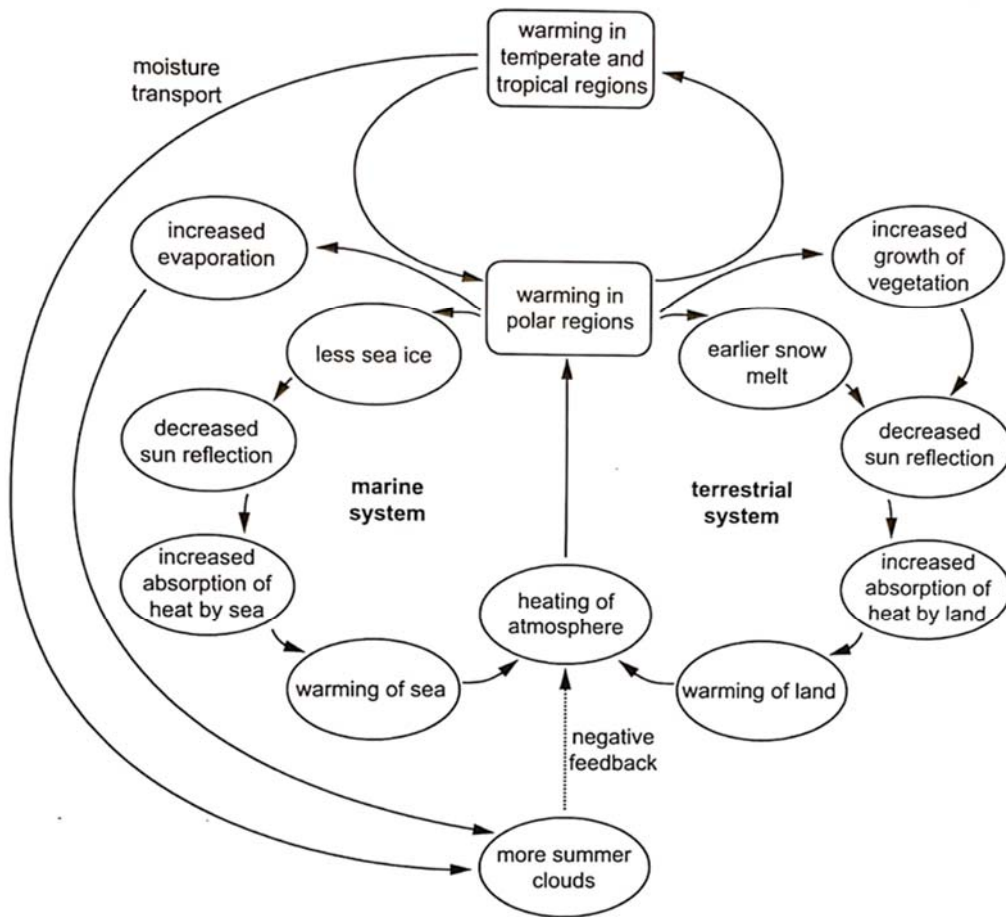 warming in
temperate and
tropical regions
moisture
transport
increased
evaporation
increased
growth of
vegetation
warming in
polar regions
less sea ice
earlier snow
melt
decreased
sun reflection
decreased
sun reflection
marine
system
terrestrial
system
increased
absorption of
heat by sea
heating of
atmosphere
increased
absorption of
heat by land
warming of sea
warming of land
negative
feedback
more summer
clouds